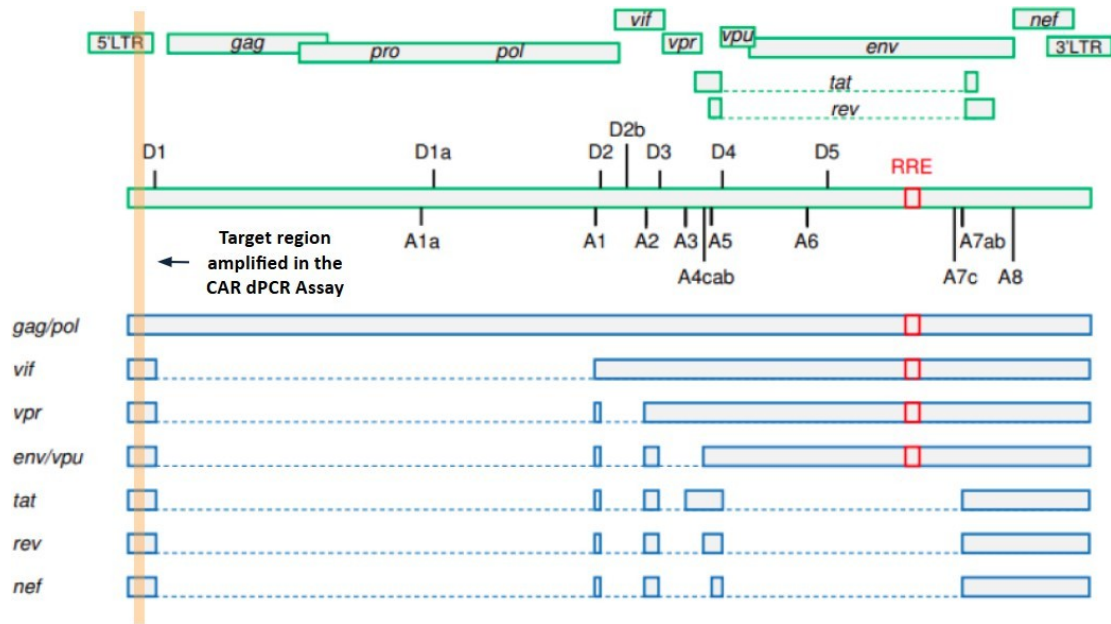 vif
nef
5'LTR
gag
vpr
vpu
env
3'LTR
pro
pol
tat
rev
D2b
D1
D1a
D2
D3
D4
D5
RRE
A1a
A1
A2
A3
A5
A6
A7ab
A4cab
A7c
A8
Target region
amplified in the
CAR dPCR Assay
gag/pol
vif
vpr
env/vpu
tat
rev
nef